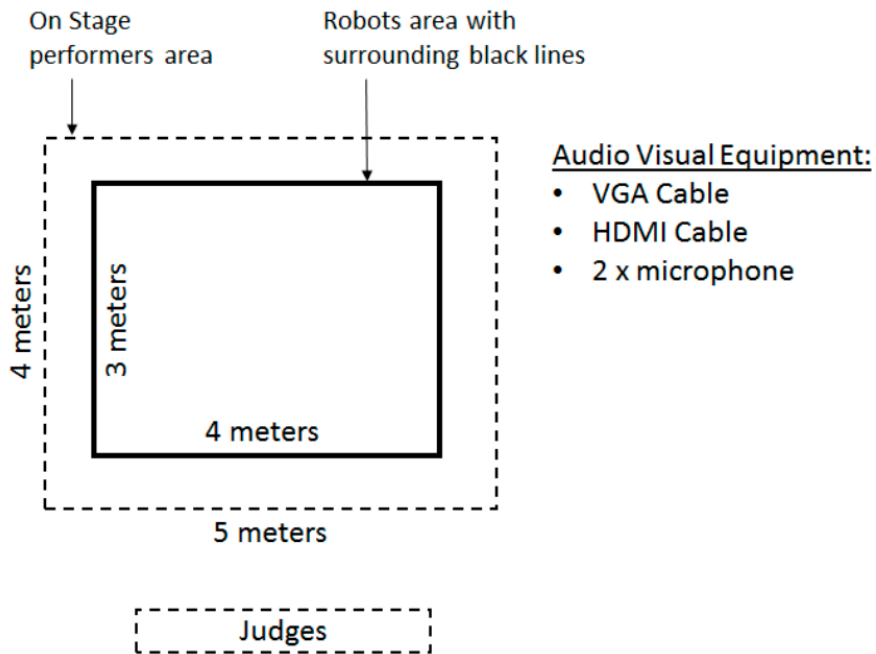 On Stage
performers area
Robots area with
surrounding black lines
Audio Visual Equipment:
• VGA Cable
• HDMI Cable
• 2 x microphone
4 meters
3 meters
4 meters
5 meters
Judges